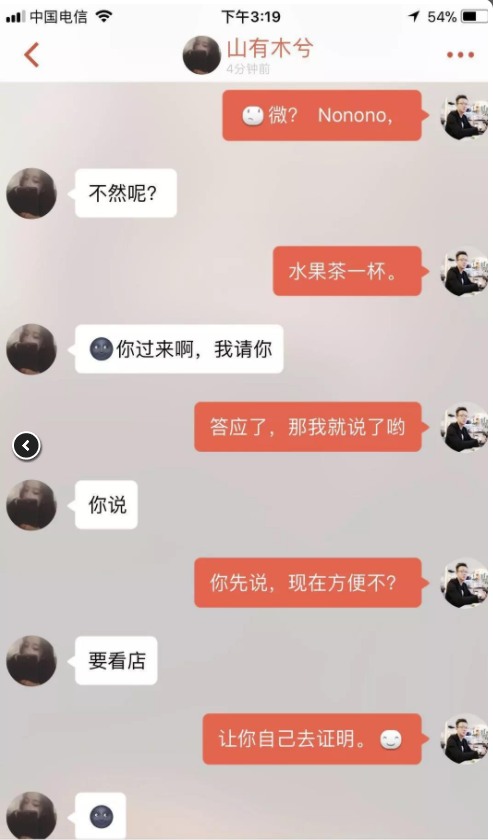 中国电信
下午3:19
54%
山有木兮
4分钟前
微？ Nonono，
不然呢？
水果茶一杯。
你过来啊，我请你
答应了，那我就说了哟
你说
你先说，现在方便不？
要看店
让你自己去证明。